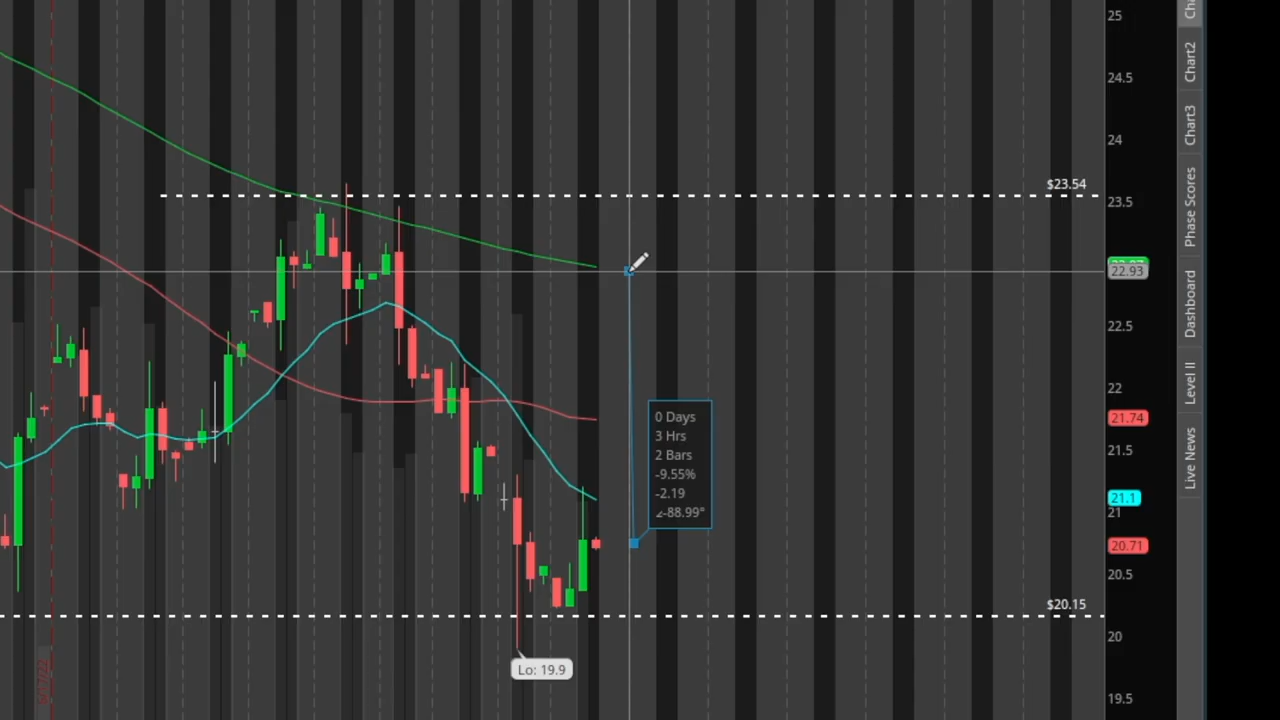 25
24.5
24
23.5
22.93
22.5
22
21.74
21.5
21.1
21
20.71
20.5
20
19.5
$23.54
$20.15
0 Days
3 Hrs
2 Bars
-9.55%
-2.19
∠-88.99°
Lo: 19.9
Chart2
Chart3
Phase Scores
Dashboard
Level II
Live News